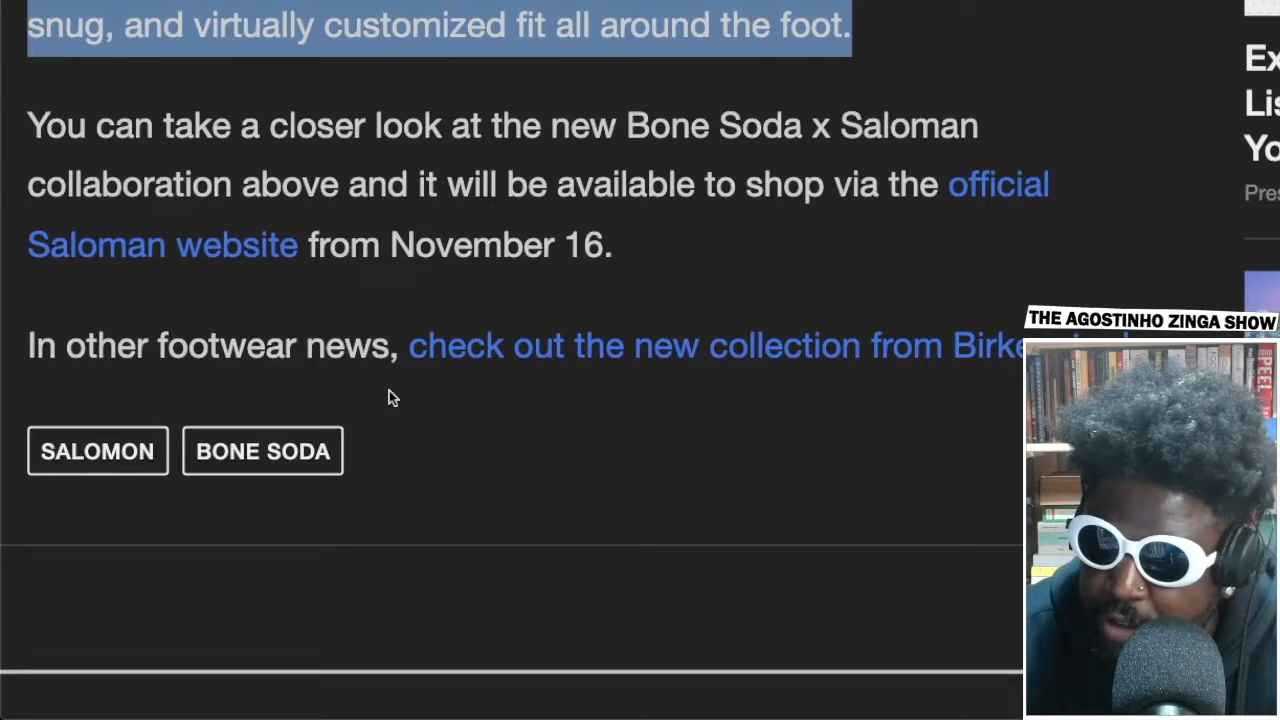 snug, and virtually customized fit all around the foot.
You can take a closer look at the new Bone Soda x Saloman
collaboration above and it will be available to shop via the official
Saloman website from November 16.
In other footwear news, check out the new collection from Birke
SALOMON
BONE SODA
Ex
Lis
Yo
Pres
THE AGOSTINHO ZINGA SHOW
PEEL